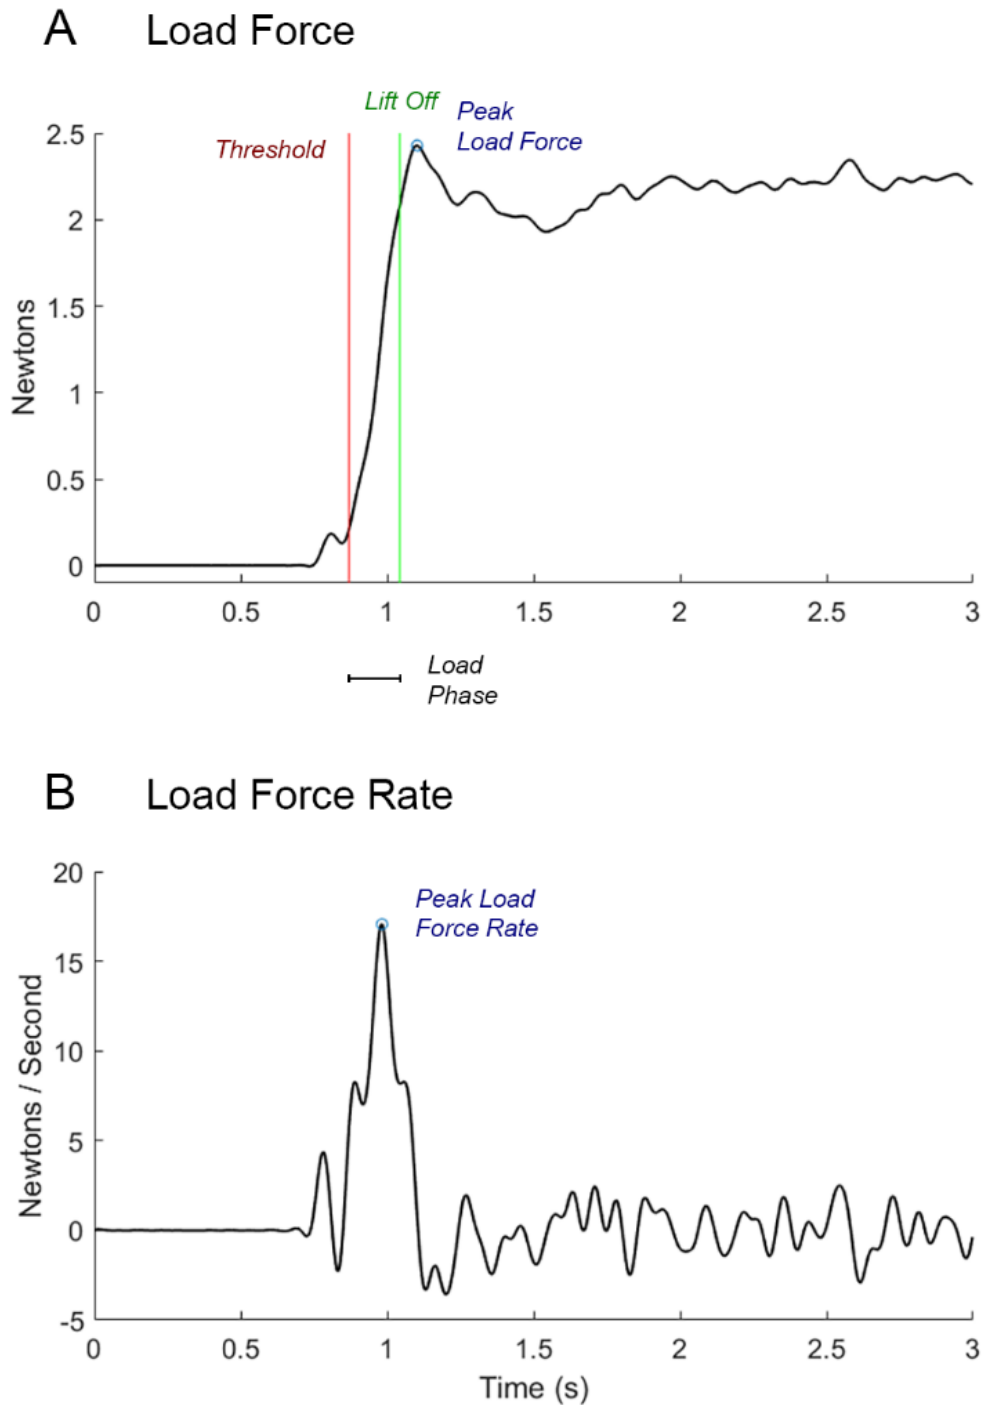 A Load Force
Lift Off
Peak
Load Force
Threshold
2.5
2
1.5
1
0.5
0
Newtons
0 0.5 1 1.5 2 2.5 3
Load
Phase
B Load Force Rate
20
15
10
5
0
-5
Peak Load
Force Rate
Newtons / Second
0 0.5 1 1.5 2 2.5 3
Time (s)